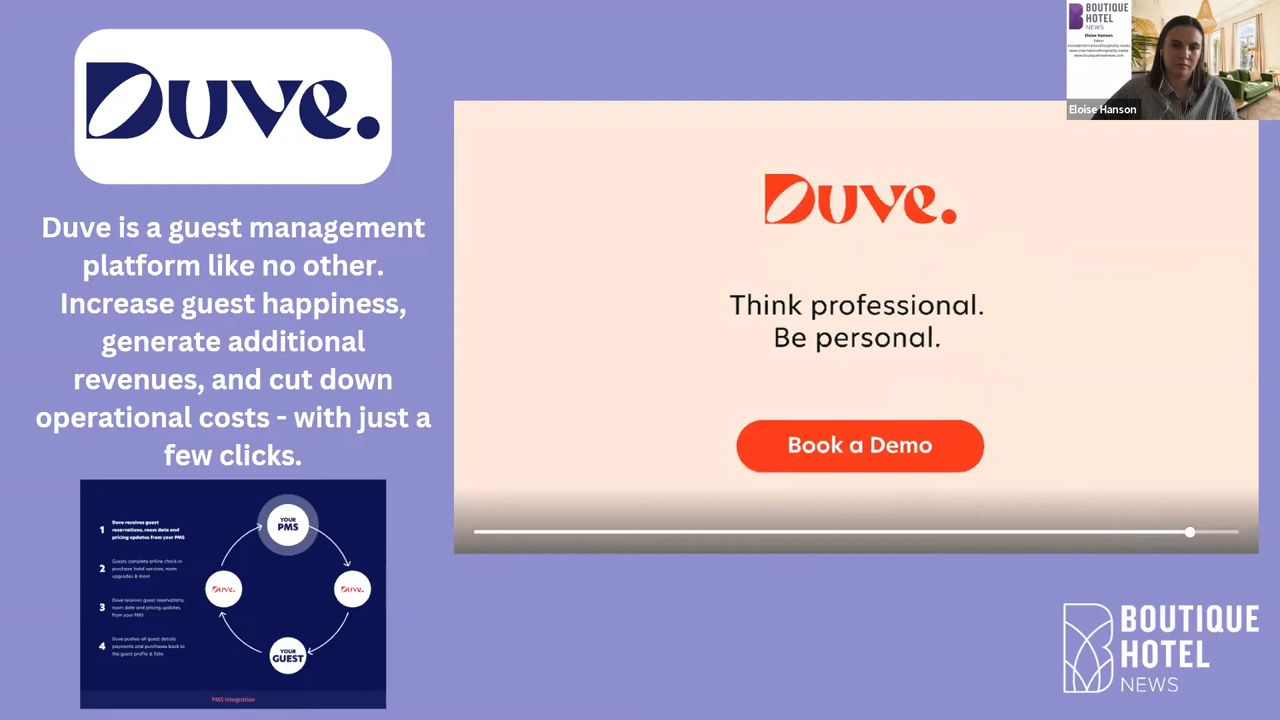 Duve.
Duve is a guest management
platform like no other.
Increase guest happiness,
generate additional
revenues, and cut down
operational costs - with just a
few clicks.
1
Duve receives guest
reservations, room data and
pricing updates from your PMS
2
Guests complete online check-in
purchase hotel services, room
upgrades & more
3
Duve receives guest reservations,
room data and pricing updates
from your PMS
4
Duve pushes all guest details
payments and purchases back to
the guest profile & folio
YOUR
PMS
Duve.
Duve.
YOUR
GUEST
PMS Integration
Duve.
Think professional.
Be personal.
Book a Demo
BOUTIQUE
HOTEL
NEWS
Eloise Hanson
Editor
www.boutiquehotelnews.com
Eloise Hanson
BOUTIQUE
HOTEL
NEWS